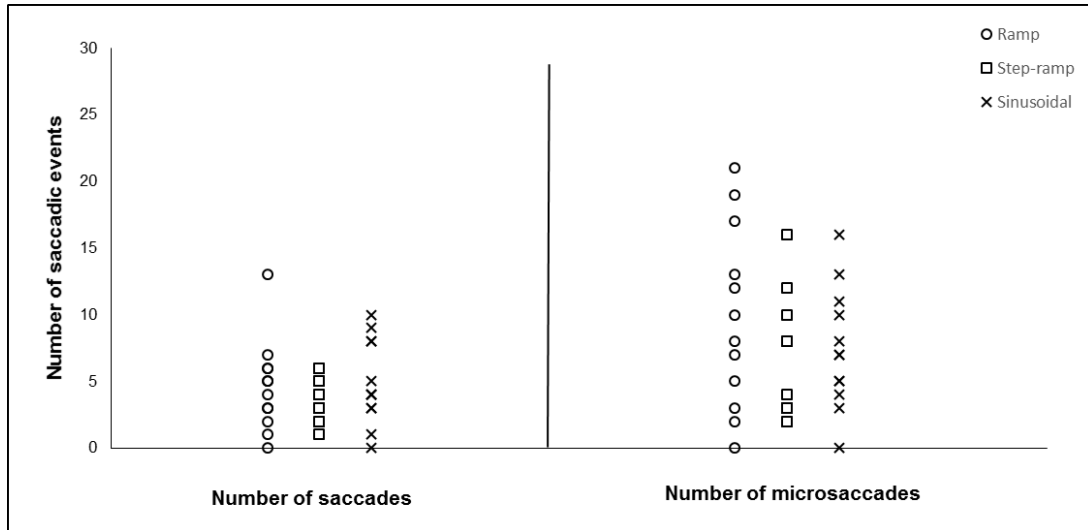 Ramp
Step-ramp
Sinusoidal
Number of saccadic events
30
25
20
15
10
5
0
Number of saccades
Number of microsaccades